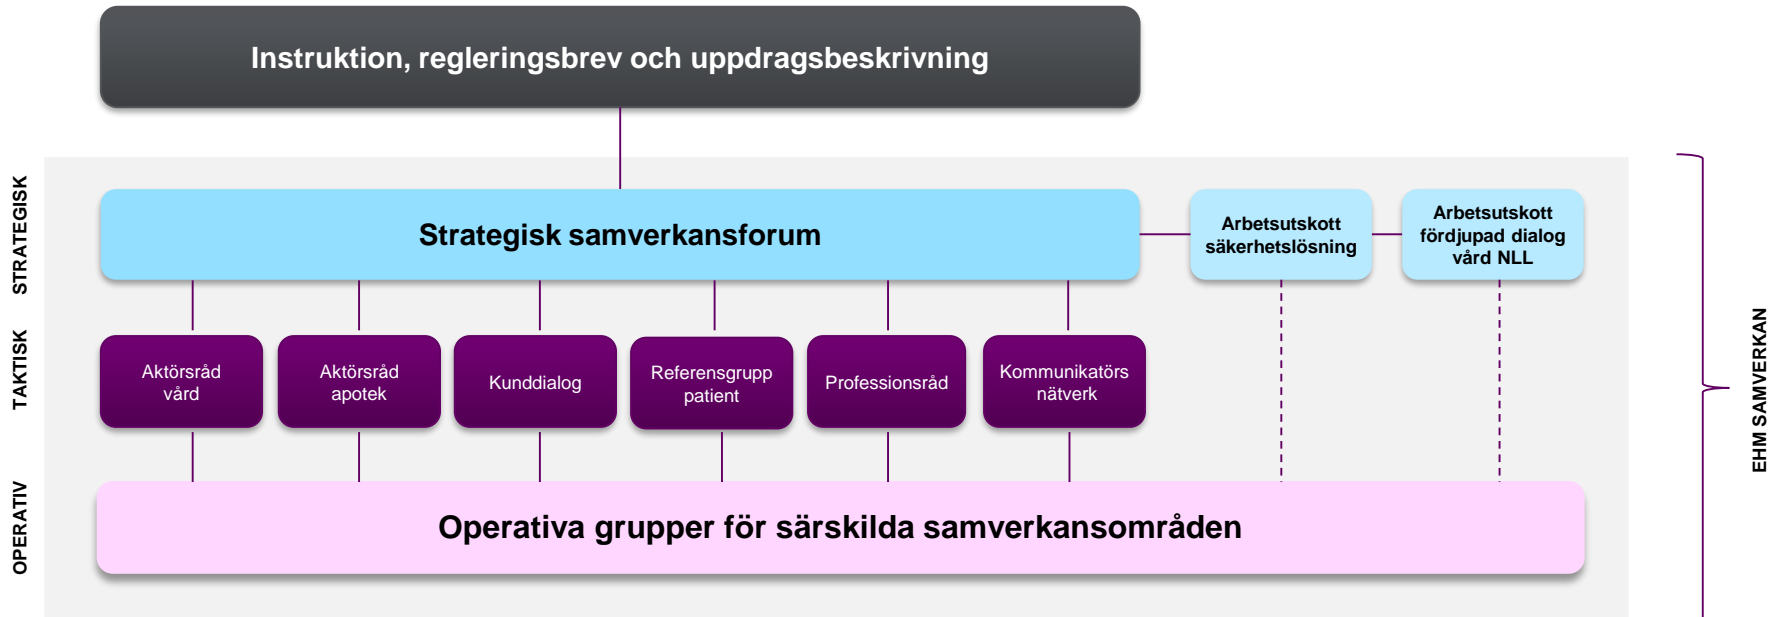 Instruktion, regleringsbrev och uppdragsbeskrivning
STRATEGISK
Strategisk samverkansforum
Arbetsutskott
säkerhetslösning
Arbetsutskott
fördjupad dialog
vård NLL
TAKTISK
Aktörsråd
vård
Aktörsråd
apotek
Kunddialog
Referensgrupp
patient
Professionsråd
Kommunikatörs
nätverk
OPERATIV
Operativa grupper för särskilda samverkansområden
EHM SAMVERKAN